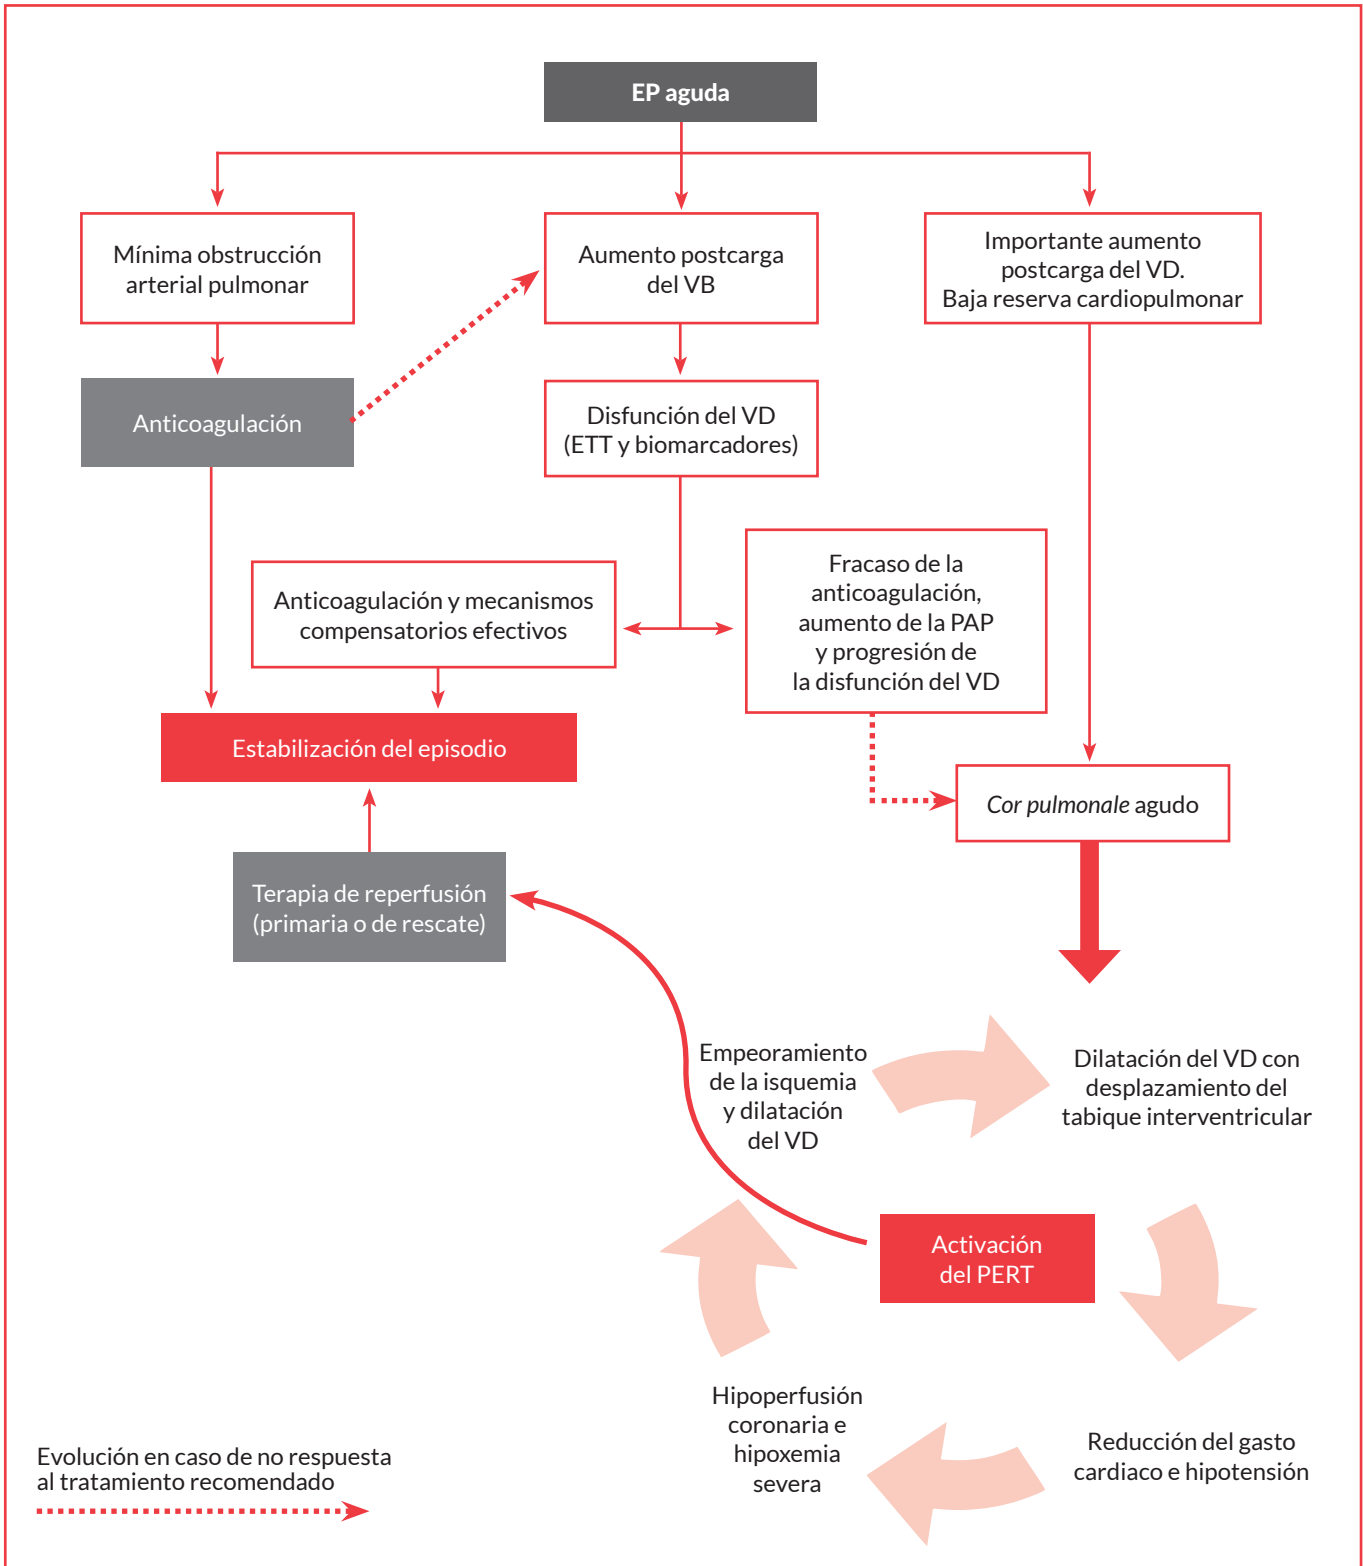 EP aguda
Mínima obstrucción
arterial pulmonar
Aumento postcarga
del VB
Importante aumento
postcarga del VD.
Baja reserva cardiopulmonar
Anticoagulación
Disfunción del VD
(ETT y biomarcadores)
Anticoagulación y mecanismos
compensatorios efectivos
Fracaso de la
anticoagulación,
aumento de la PAP
y progresión de
la disfunción del VD
Estabilización del episodio
Cor pulmonale agudo
Terapia de reperfusión
(primaria o de rescate)
Empeoramiento
de la isquemia
y dilatación
del VD
Dilatación del VD con
desplazamiento del
tabique interventricular
Activación
del PERT
Hipoperfusión
coronaria e
hipoxemia
severa
Reducción del gasto
cardiaco e hipotensión
Evolución en caso de no respuesta
al tratamiento recomendado